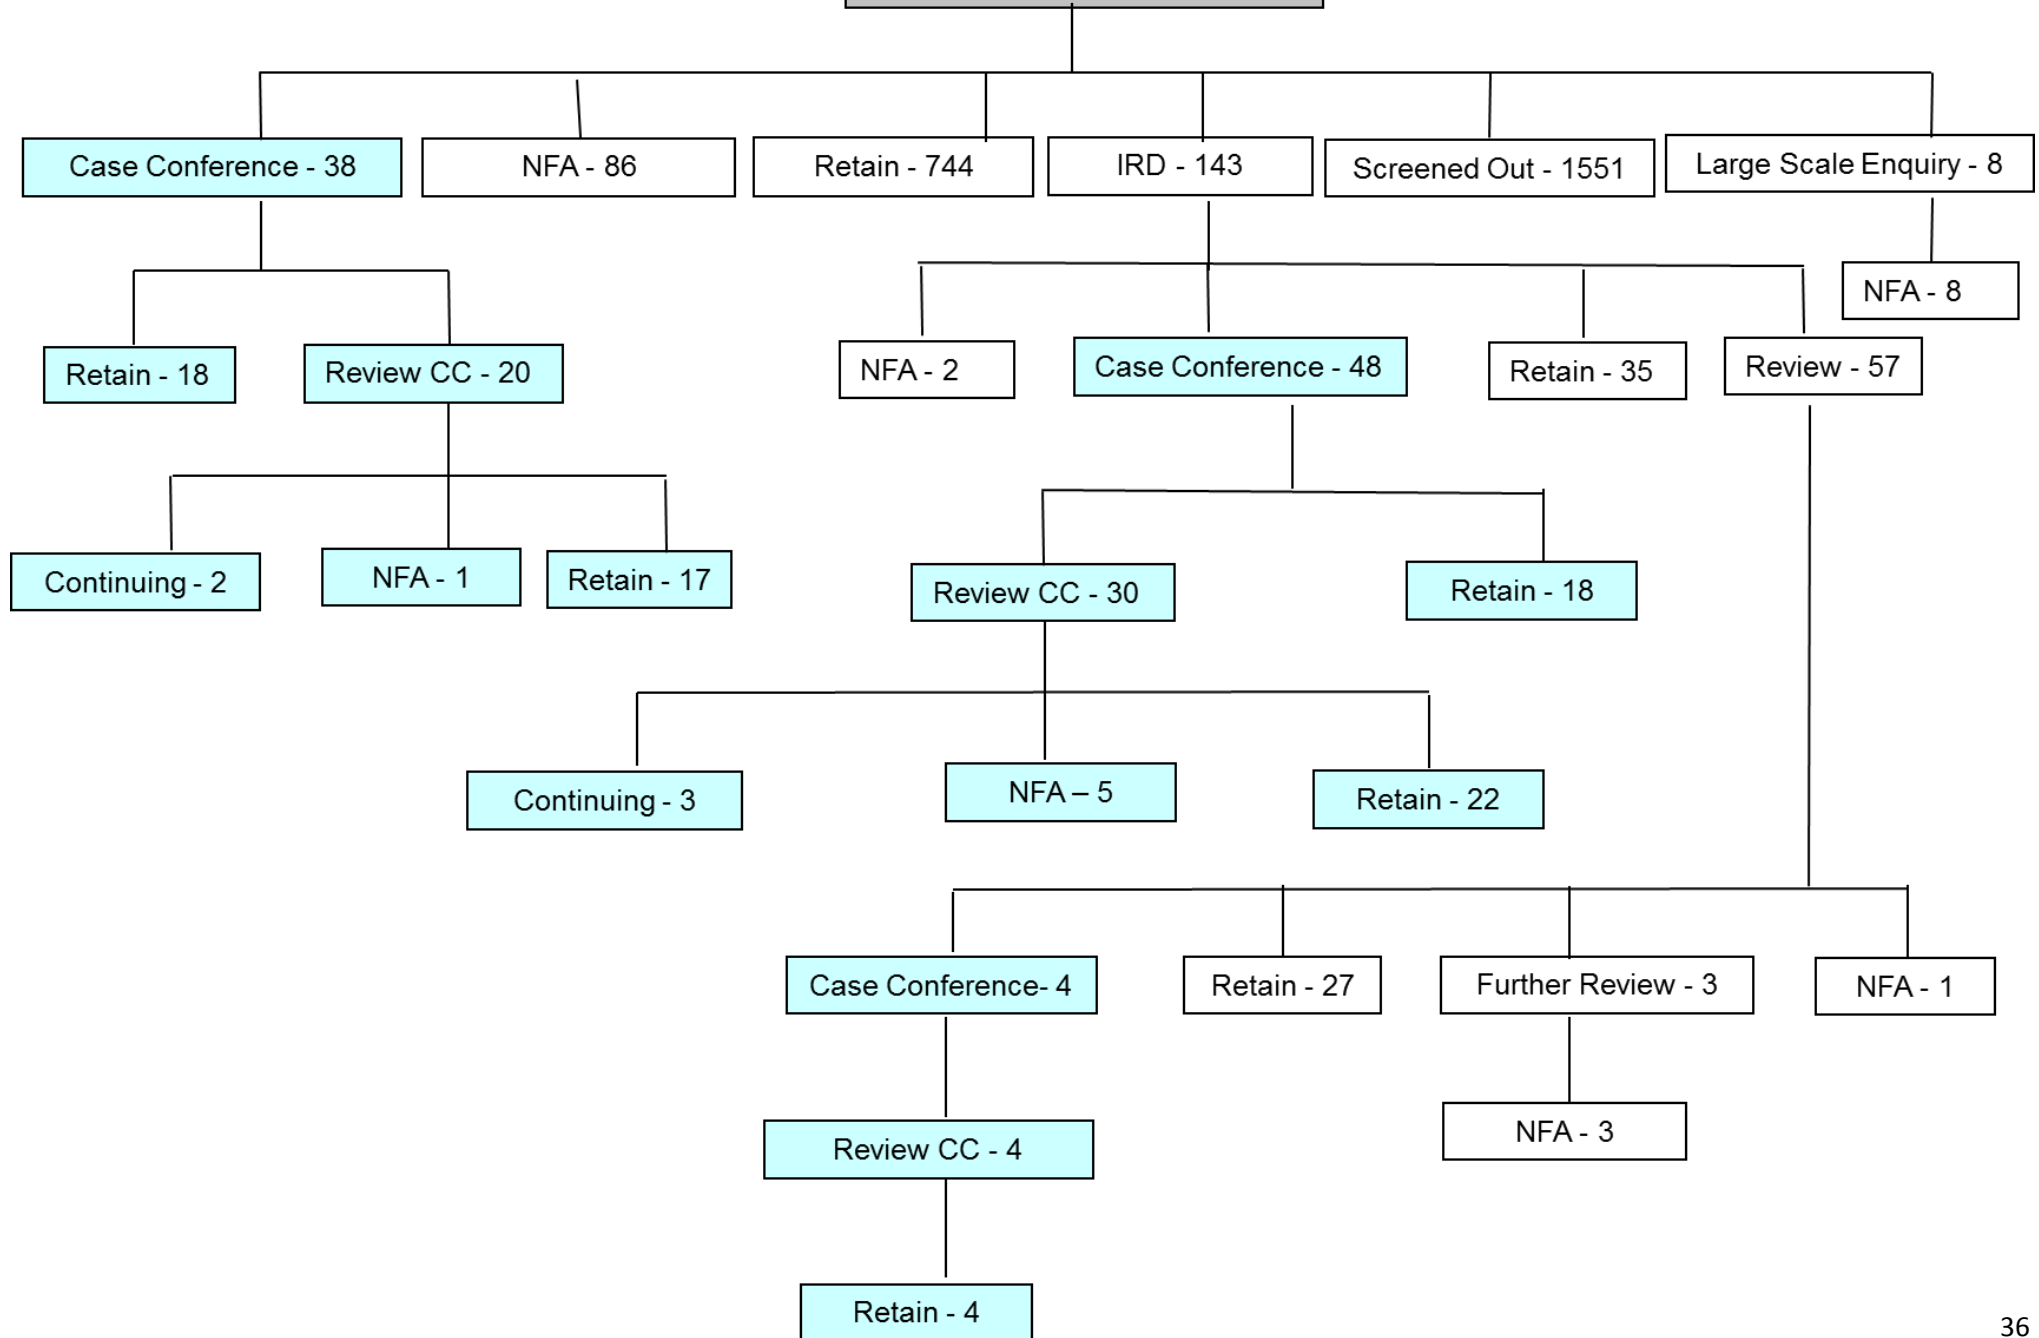 Case Conference - 38
NFA - 86
Retain - 744
IRD - 143
Screened Out - 1551
Large Scale Enquiry - 8
NFA - 8
Retain - 18
Review CC - 20
NFA - 2
Case Conference - 48
Retain - 35
Review - 57
Continuing - 2
NFA - 1
Retain - 17
Review CC - 30
Retain - 18
Continuing - 3
NFA – 5
Retain - 22
Case Conference- 4
Retain - 27
Further Review - 3
NFA - 1
Review CC - 4
NFA - 3
Retain - 4
36